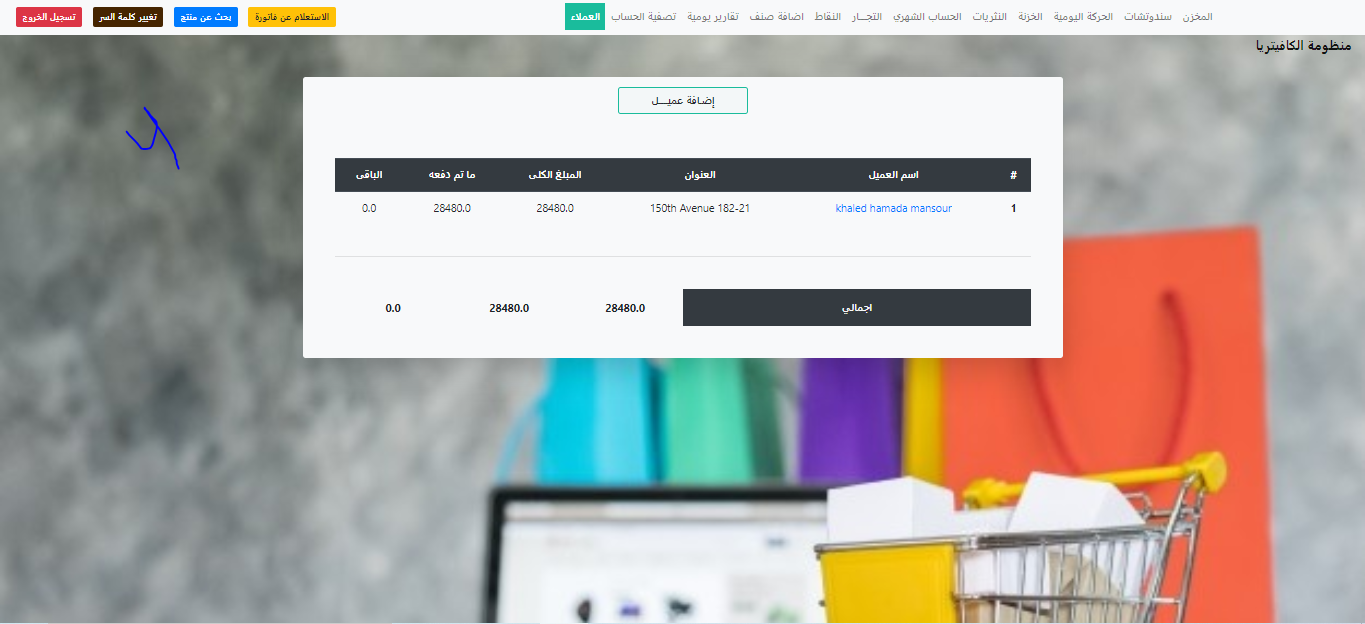 المخزن سندوتشات الحركة اليومية الخزنة النثريات الحساب الشهري التجـــار النقاط اضافة صنف تقارير يومية تصفية الحساب العملاء الاستعلام عن فاتورة بحث عن منتج تغيير كلمة السر تسجيل الخروج
منظومة الكافيتريا
إضافة عميـــل
# اسم العميل العنوان المبلغ الكلى ما تم دفعه الباقى
1 khaled hamada mansour 150th Avenue 182-21 28480.0 28480.0 0.0
اجمالي 28480.0 28480.0 0.0